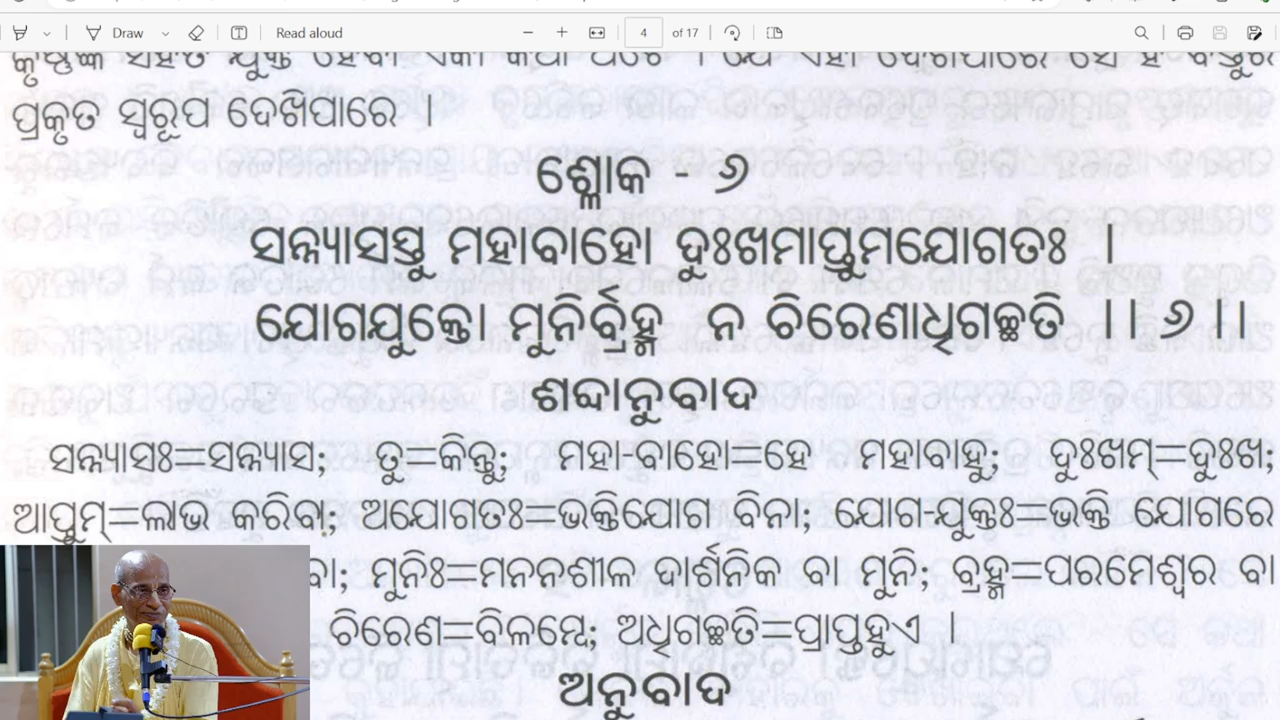 Draw Read aloud 4 of 17
ପ୍ରକୃତ ସ୍ୱରୂପ ଦେଖିପାରେ ।
ଶ୍ଳୋକ - ୬
ସନ୍ନ୍ୟାସସ୍ତୁ ମହାବାହୋ ଦୁଃଖମାପ୍ତୁମଯୋଗତଃ ।
ଯୋଗଯୁକ୍ତୋ ମୁନିର୍ବ୍ରହ୍ମ ନ ଚିରେଣାଧିଗଚ୍ଛତି ।। ୬ ।।
ଶବ୍ଦାନୁବାଦ
ସନ୍ନ୍ୟାସଃ=ସନ୍ନ୍ୟାସ; ତୁ=କିନ୍ତୁ; ମହା-ବାହୋ=ହେ ମହାବାହୁ; ଦୁଃଖମ୍=ଦୁଃଖ;
ଆପ୍ତୁମ୍=ଲାଭ କରିବା; ଅଯୋଗତଃ=ଭକ୍ତିଯୋଗ ବିନା; ଯୋଗ-ଯୁକ୍ତଃ=ଭକ୍ତି ଯୋଗରେ
ବା; ମୁନିଃ=ମନନଶୀଳ ଦାର୍ଶନିକ ବା ମୁନି; ବ୍ରହ୍ମ=ପରମେଶ୍ୱର ବା
ଚିରେଣ=ବିଳମ୍ବେ; ଅଧିଗଚ୍ଛତି=ପ୍ରାପ୍ତହୁଏ ।
ଅନୁବାଦ